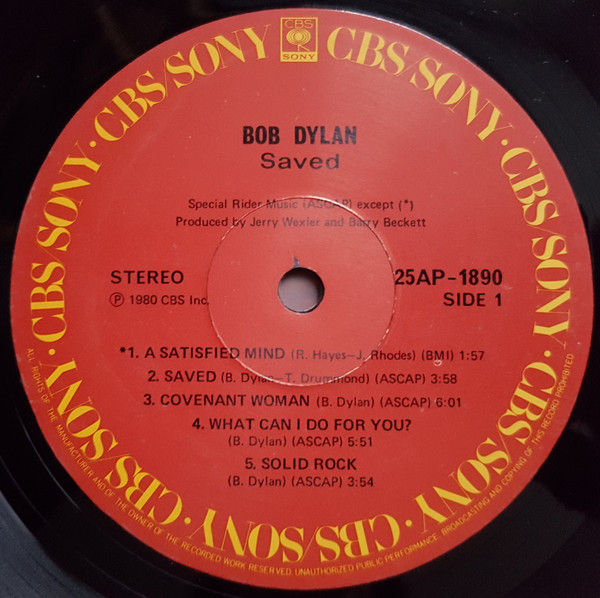 CBS
SONY
CBS/SONY · CBS/SONY · CBS/SONY · CBS/SONY · CBS/SONY · CBS/SONY · CBS/SONY · CBS/SONY
BOB DYLAN
Saved
Special Rider Music (ASCAP) except (*)
Produced by Jerry Wexler and Barry Beckett
STEREO
25AP-1890
Ⓟ 1980 CBS Inc.
SIDE 1
*1. A SATISFIED MIND (R. Hayes–J. Rhodes) (BMI) 1:57
2. SAVED (B. Dylan–T. Drummond) (ASCAP) 3:58
3. COVENANT WOMAN (B. Dylan) (ASCAP) 6:01
4. WHAT CAN I DO FOR YOU?
(B. Dylan) (ASCAP) 5:51
5. SOLID ROCK
(B. Dylan) (ASCAP) 3:54
ALL RIGHTS OF THE MANUFACTURER AND OF THE OWNER OF THE RECORDED WORK RESERVED. UNAUTHORIZED PUBLIC PERFORMANCE, BROADCASTING AND COPYING OF THIS RECORD PROHIBITED